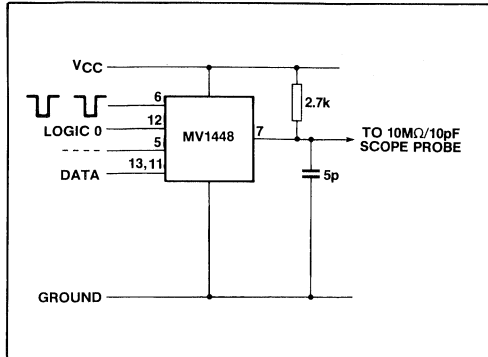 VCC
6
LOGIC 0
12
5
DATA
13, 11
MV1448
7
2.7k
TO 10MΩ/10pF
SCOPE PROBE
5p
GROUND